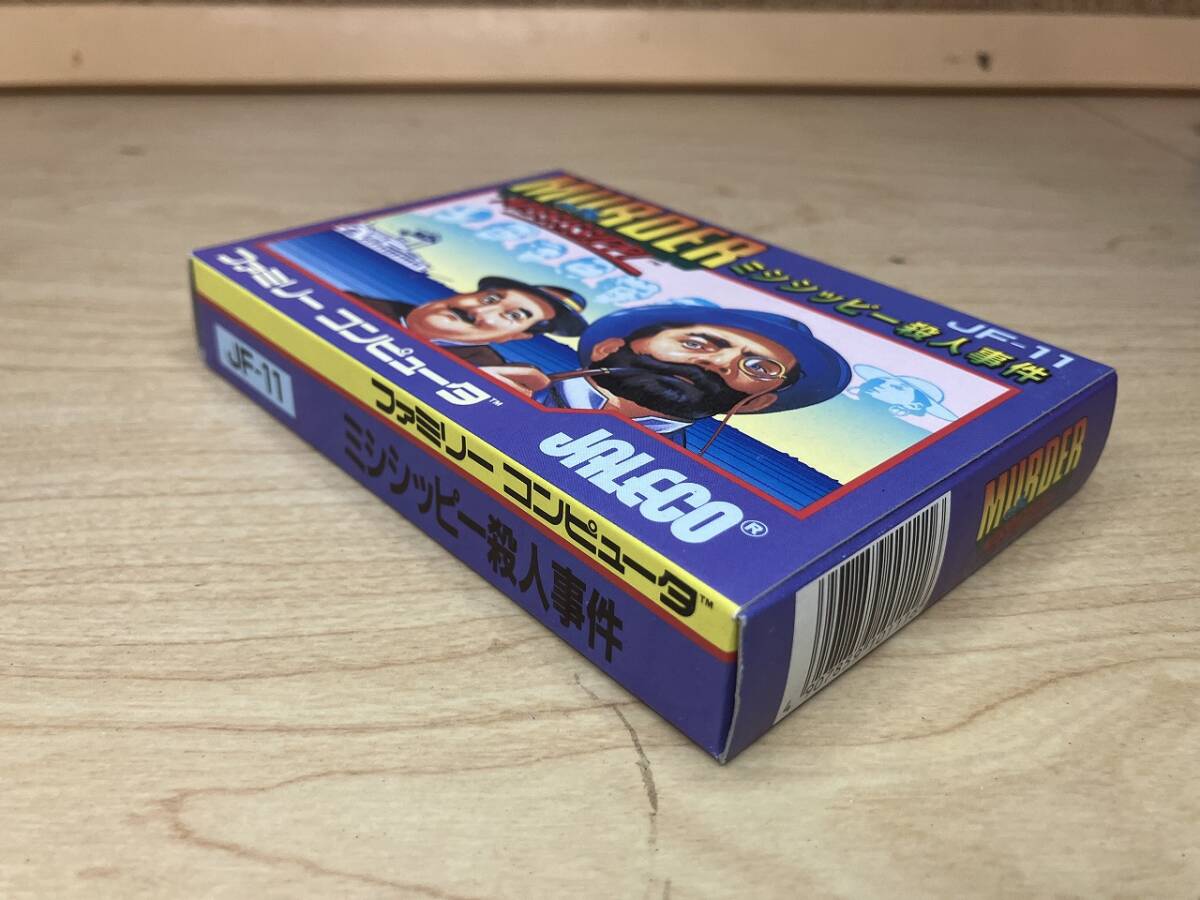 MURDER
ミシシッピー殺人事件
JF-11
ファミリー コンピュータ™
JALECO®
ファミリー コンピュータ™
JF-11
ミシシッピー殺人事件
MURDER